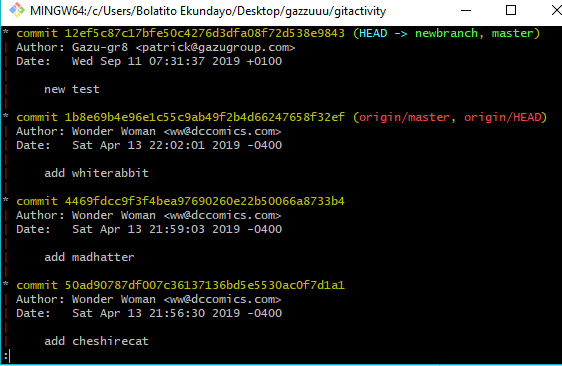 MINGW64:/c/Users/Bolatito Ekundayo/Desktop/gazzuuu/gitactivity
* commit 12ef5c87c17bfe50c4276d3dfa08f72d538e9843 (HEAD -> newbranch, master)
| Author: Gazu-gr8 <patrick@gazugroup.com>
| Date:   Wed Sep 11 07:31:37 2019 +0100
|
|     new test
|
* commit 1b8e69b4e96e1c55c9ab49f2b4d66247658f32ef (origin/master, origin/HEAD)
| Author: Wonder Woman <ww@dccomics.com>
| Date:   Sat Apr 13 22:02:01 2019 -0400
|
|     add whiterabbit
|
* commit 4469fdcc9f3f4bea97690260e22b50066a8733b4
| Author: Wonder Woman <ww@dccomics.com>
| Date:   Sat Apr 13 21:59:03 2019 -0400
|
|     add madhatter
|
* commit 50ad90787df007c36137136bd5e5530ac0f7d1a1
| Author: Wonder Woman <ww@dccomics.com>
| Date:   Sat Apr 13 21:56:30 2019 -0400
|
|     add cheshirecat
: